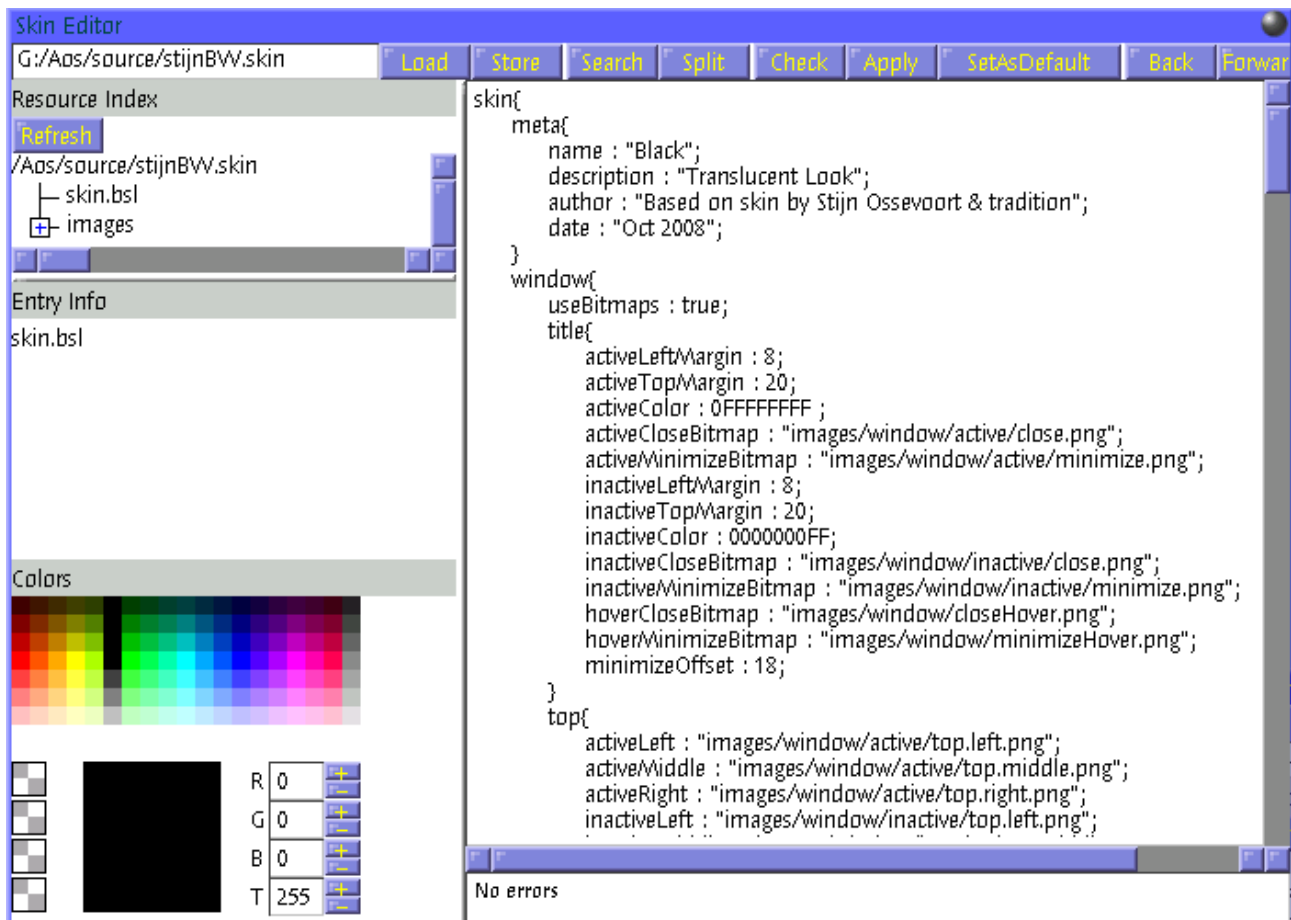 Skin Editor
G:/Aos/source/stijnBW.skin Load Store Search Split Check Apply SetAsDefault Back Forwar
Resource Index
Refresh
/Aos/source/stijnBW.skin
skin.bsl
images
Entry Info
skin.bsl
Colors
R 0
G 0
B 0
T 255
skin{
meta{
name : "Black";
description : "Translucent Look";
author : "Based on skin by Stijn Ossevoort & tradition";
date : "Oct 2008";
}
window{
useBitmaps : true;
title{
activeLeftMargin : 8;
activeTopMargin : 20;
activeColor : 0FFFFFFFF ;
activeCloseBitmap : "images/window/active/close.png";
activeMinimizeBitmap : "images/window/active/minimize.png";
inactiveLeftMargin : 8;
inactiveTopMargin : 20;
inactiveColor : 0000000FF;
inactiveCloseBitmap : "images/window/inactive/close.png";
inactiveMinimizeBitmap : "images/window/inactive/minimize.png";
hoverCloseBitmap : "images/window/closeHover.png";
hoverMinimizeBitmap : "images/window/minimizeHover.png";
minimizeOffset : 18;
}
top{
activeLeft : "images/window/active/top.left.png";
activeMiddle : "images/window/active/top.middle.png";
activeRight : "images/window/active/top.right.png";
inactiveLeft : "images/window/inactive/top.left.png";
No errors